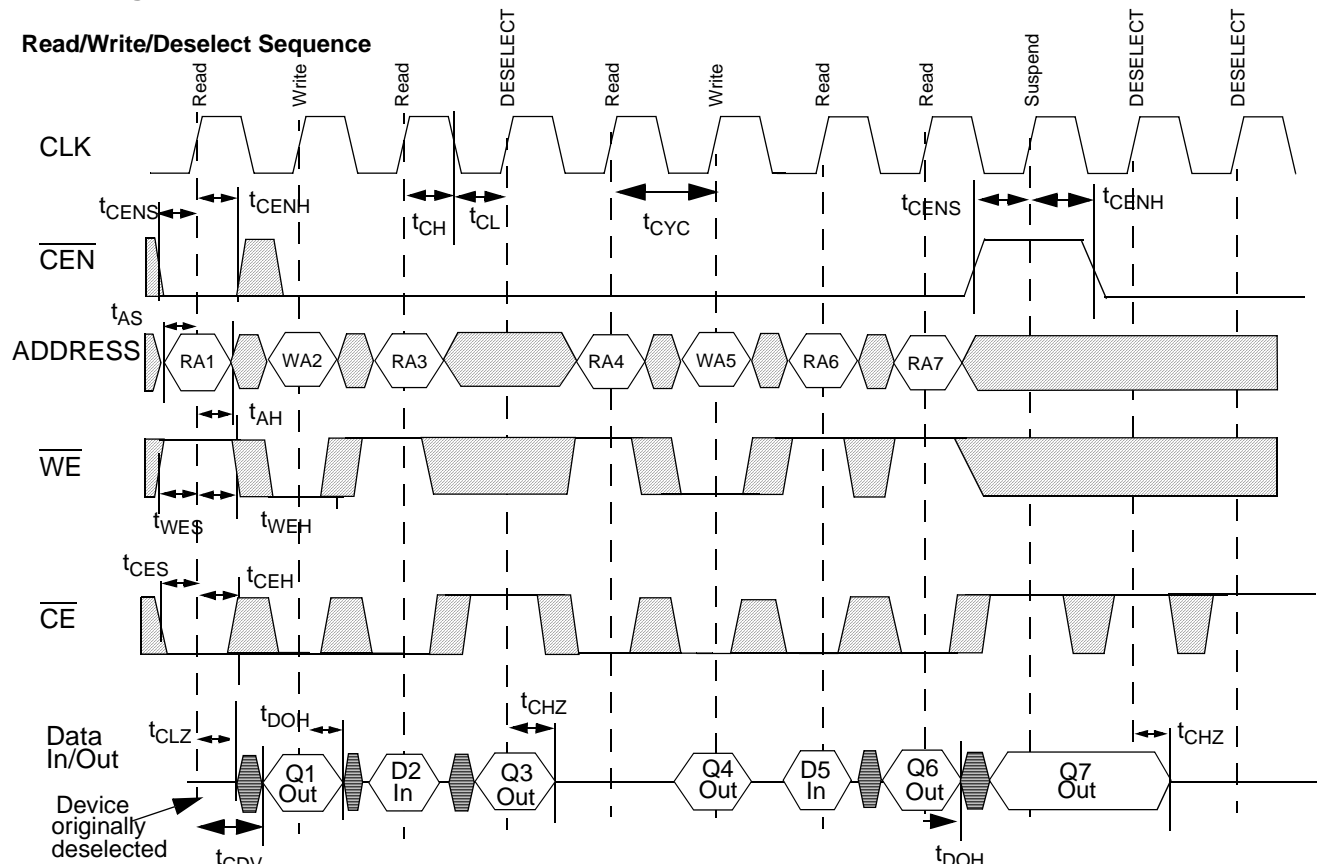 Read/Write/Deselect Sequence
Read
Write
Read
DESELECT
Read
Write
Read
Read
Suspend
DESELECT
DESELECT
CLK
tCENS
tCENH
tCH
tCL
tCYC
tCENS
tCENH
CEN
tAS
ADDRESS
RA1
WA2
RA3
RA4
WA5
RA6
RA7
tAH
WE
tWES
tWEH
tCES
tCEH
CE
tCLZ
tDOH
tCHZ
tCHZ
Data
In/Out
Q1
Out
D2
In
Q3
Out
Q4
Out
D5
In
Q6
Out
Q7
Out
Device
originally
deselected
tCDV
tDOH